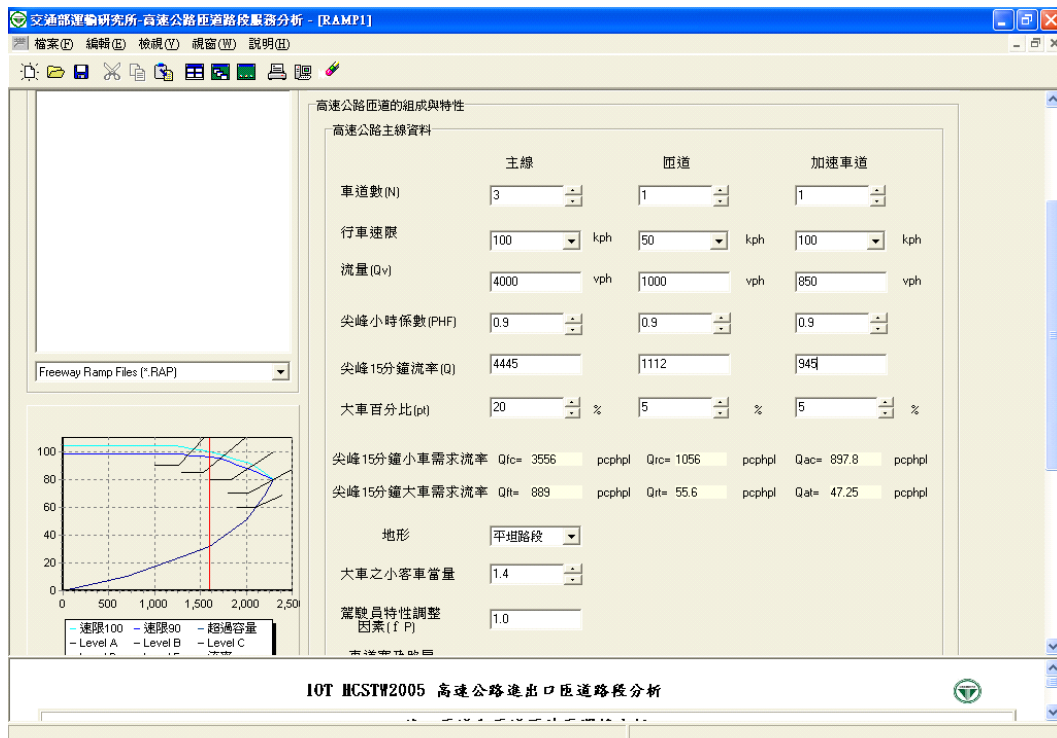 交通部運輸研究所-高速公路匝道路段服務分析 - [RAMP1]
檔案(F) 編輯(E) 檢視(V) 視窗(W) 說明(H)
高速公路匝道的組成與特性
高速公路主線資料
主線 匝道 加速車道
車道數(N) 3 1 1
行車速限 100 kph 50 kph 100 kph
流量(Qv) 4000 vph 1000 vph 850 vph
尖峰小時係數(PHF) 0.9 0.9 0.9
尖峰15分鐘流率(Q) 4445 1112 945
大車百分比(pt) 20 % 5 % 5 %
尖峰15分鐘小車需求流率 Qfc= 3556 pcphpl Qrc= 1056 pcphpl Qac= 897.8 pcphpl
尖峰15分鐘大車需求流率 Qft= 889 pcphpl Qrt= 55.6 pcphpl Qat= 47.25 pcphpl
地形 平坦路段
大車之小客車當量 1.4
駕駛員特性調整
因素(f P) 1.0
Freeway Ramp Files (*.RAP)
100
80
60
40
20
0
0 500 1,000 1,500 2,000 2,50
速限100 速限90 超過容量
Level A Level B Level C
IOT HCSTW2005 高速公路進出口匝道路段分析